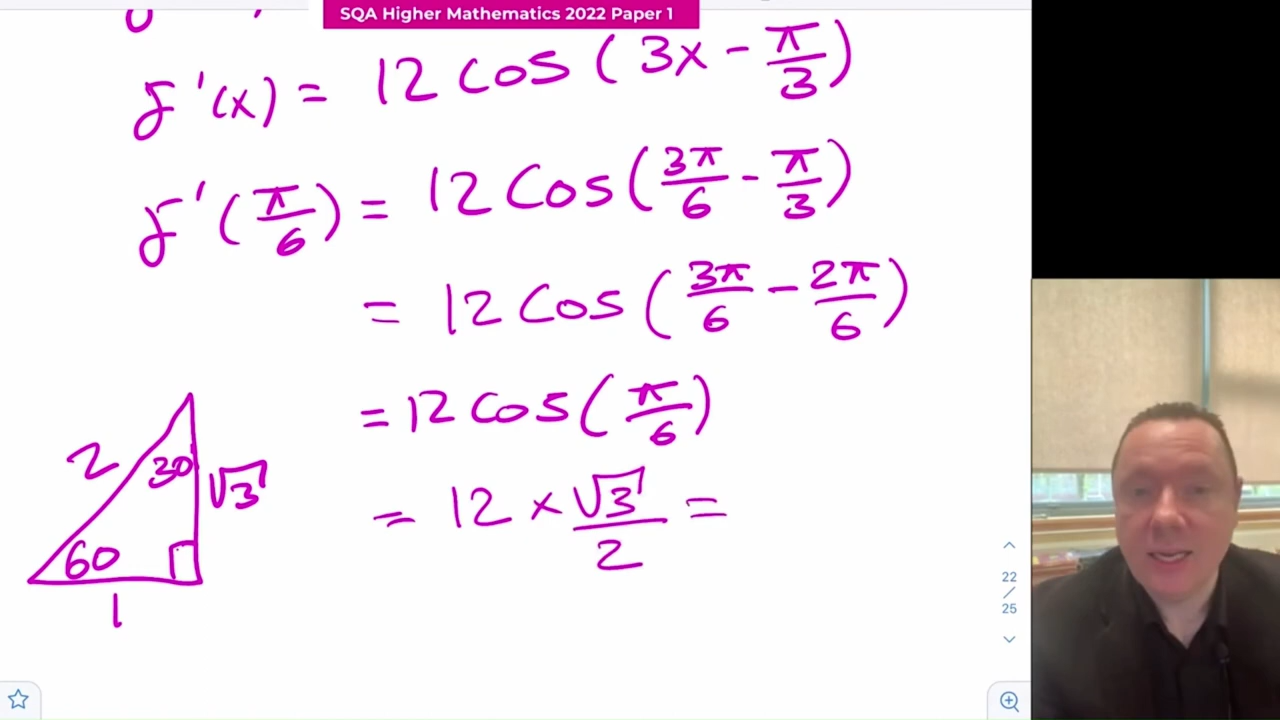 SQA Higher Mathematics 2022 Paper 1
f'(x) = 12 cos (3x - π/3)
f'(π/6) = 12 cos (3π/6 - π/3)
= 12 cos (3π/6 - 2π/6)
= 12 cos (π/6)
2 30 √3
= 12 × √3/2 =
60
1
22
/
25